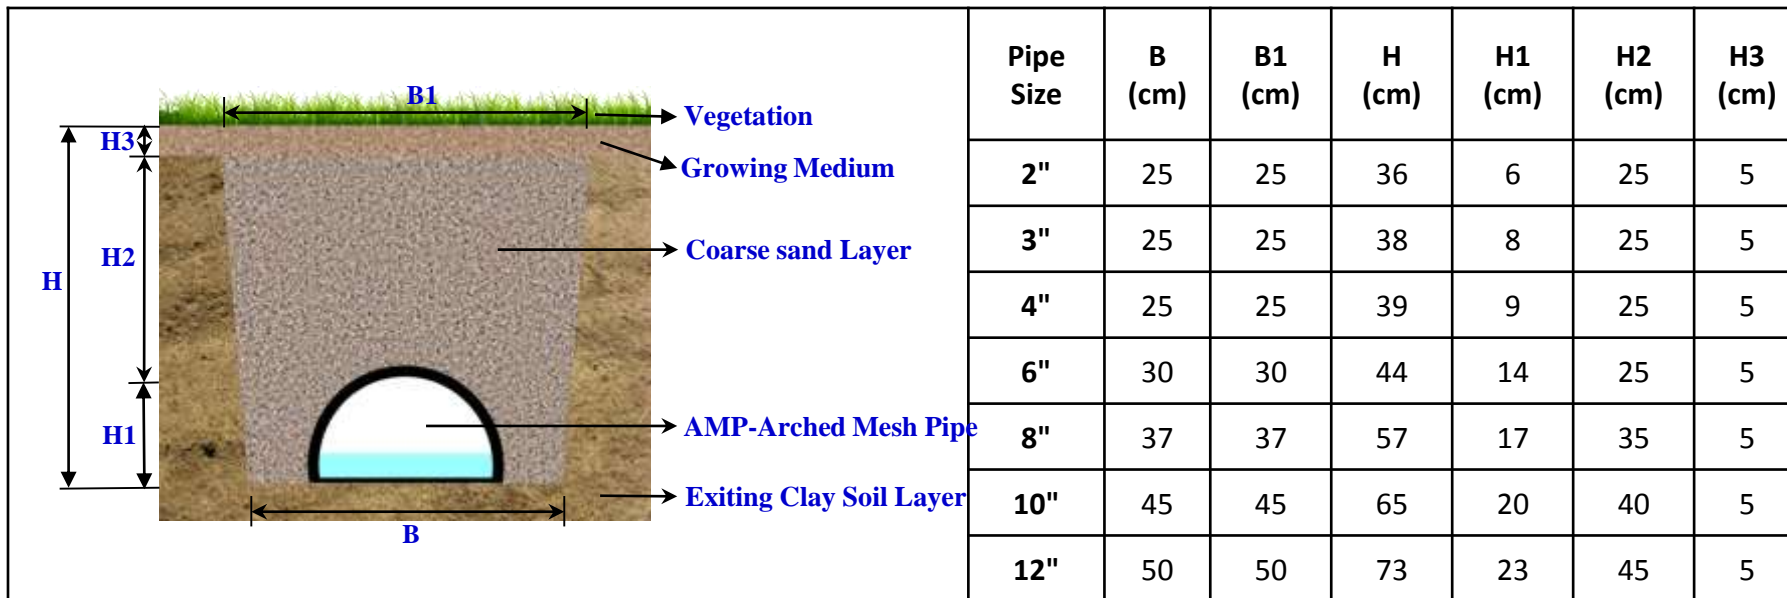 B1
H3
H2
H
H1
B
Vegetation
Growing Medium
Coarse sand Layer
AMP-Arched Mesh Pipe
Exiting Clay Soil Layer
Pipe Size B (cm) B1 (cm) H (cm) H1 (cm) H2 (cm) H3 (cm)
2" 25 25 36 6 25 5
3" 25 25 38 8 25 5
4" 25 25 39 9 25 5
6" 30 30 44 14 25 5
8" 37 37 57 17 35 5
10" 45 45 65 20 40 5
12" 50 50 73 23 45 5